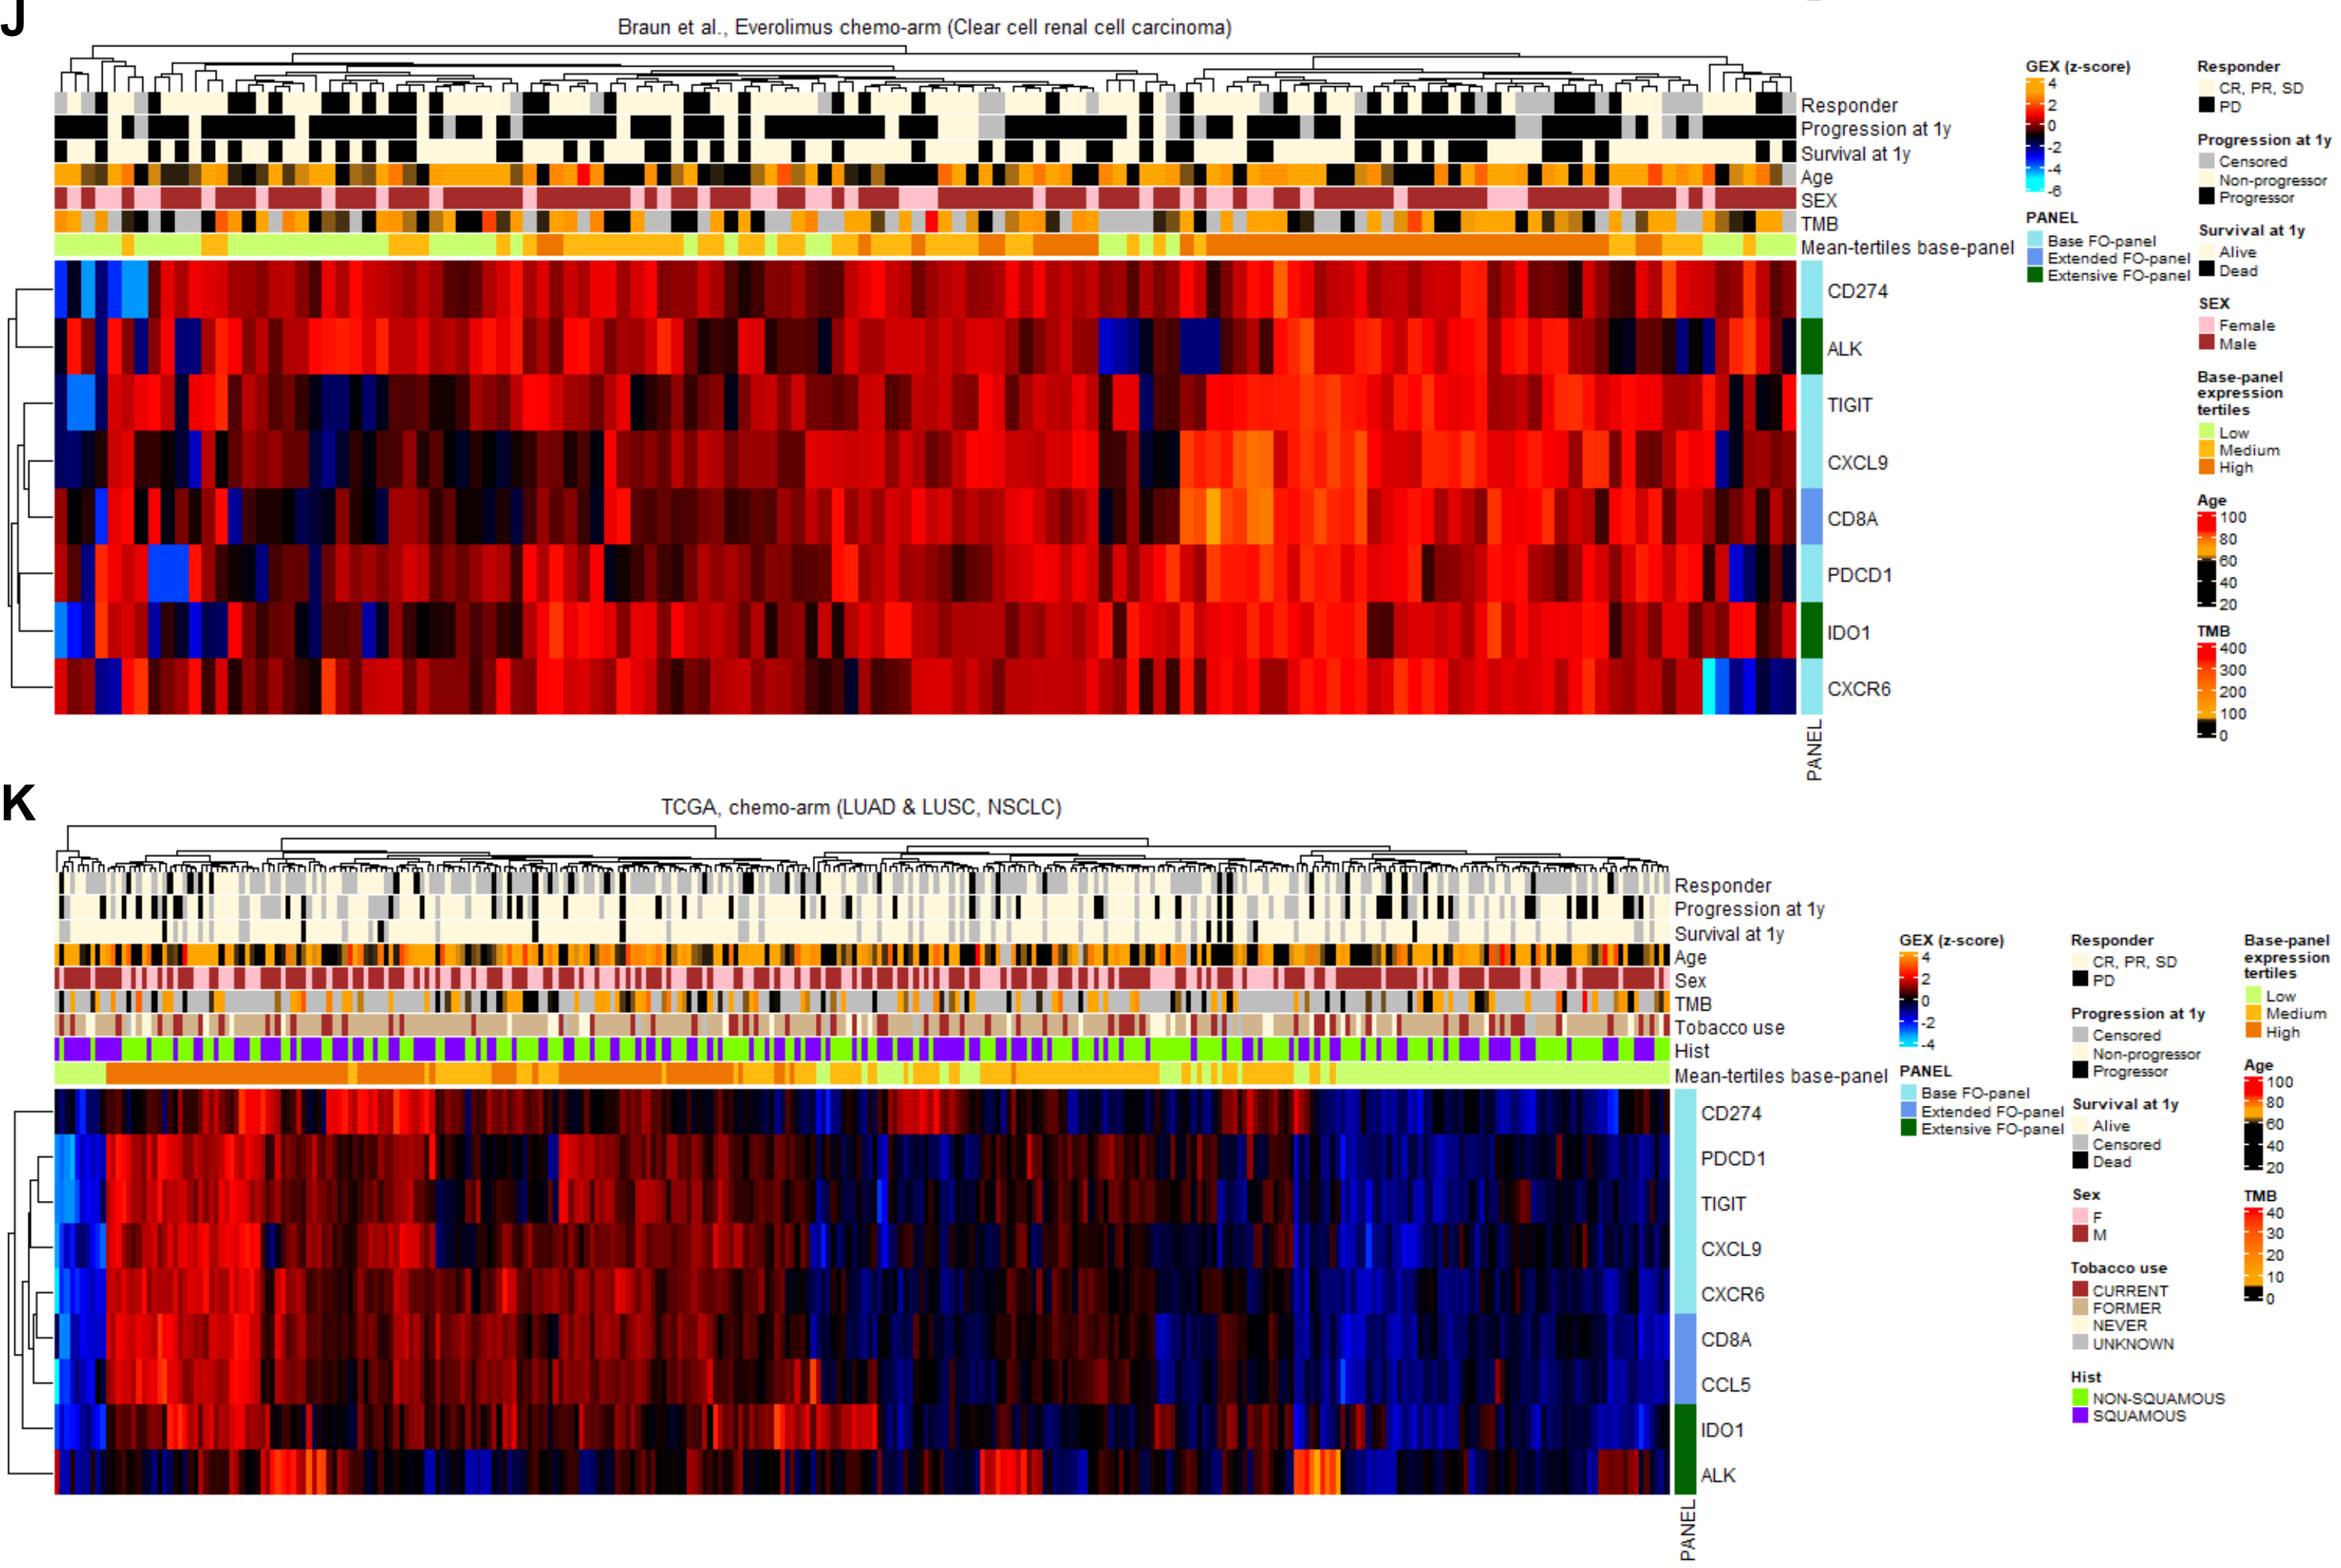 J
Braun et al., Everolimus chemo-arm (Clear cell renal cell carcinoma)
Responder
Progression at 1y
Survival at 1y
Age
SEX
TMB
Mean-tertiles base-panel
CD274
ALK
TIGIT
CXCL9
CD8A
PDCD1
IDO1
CXCR6
PANEL
GEX (z-score)
4
2
0
-2
-4
-6
PANEL
Base FO-panel
Extended FO-panel
Extensive FO-panel
Responder
CR, PR, SD
PD
Progression at 1y
Censored
Non-progressor
Progressor
Survival at 1y
Alive
Dead
SEX
Female
Male
Base-panel
expression
tertiles
Low
Medium
High
Age
100
80
60
40
20
TMB
400
300
200
100
0
K
TCGA, chemo-arm (LUAD & LUSC, NSCLC)
Responder
Progression at 1y
Survival at 1y
Age
Sex
TMB
Tobacco use
Hist
Mean-tertiles base-panel
CD274
PDCD1
TIGIT
CXCL9
CXCR6
CD8A
CCL5
IDO1
ALK
PANEL
GEX (z-score)
4
2
0
-2
-4
PANEL
Base FO-panel
Extended FO-panel
Extensive FO-panel
Responder
CR, PR, SD
PD
Progression at 1y
Censored
Non-progressor
Progressor
Survival at 1y
Alive
Censored
Dead
Sex
F
M
Tobacco use
CURRENT
FORMER
NEVER
UNKNOWN
Hist
NON-SQUAMOUS
SQUAMOUS
Base-panel
expression
tertiles
Low
Medium
High
Age
100
80
60
40
20
TMB
40
30
20
10
0